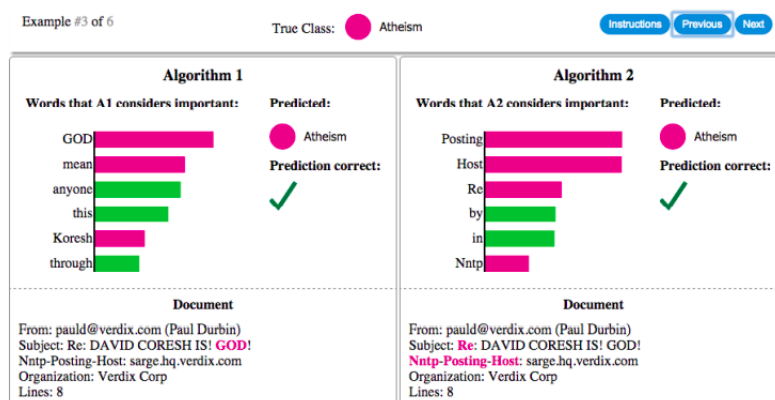 Example #3 of 6
True Class: Atheism
Instructions Previous Next
Algorithm 1
Words that A1 considers important:
Predicted:
GOD
mean
anyone
this
Koresh
through
Atheism
Prediction correct:
Document
From: pauld@verdix.com (Paul Durbin)
Subject: Re: DAVID CORESH IS! GOD!
Nntp-Posting-Host: sarge.hq.verdix.com
Organization: Verdix Corp
Lines: 8
Algorithm 2
Words that A2 considers important:
Predicted:
Posting
Host
Re
by
in
Nntp
Atheism
Prediction correct:
Document
From: pauld@verdix.com (Paul Durbin)
Subject: Re: DAVID CORESH IS! GOD!
Nntp-Posting-Host: sarge.hq.verdix.com
Organization: Verdix Corp
Lines: 8